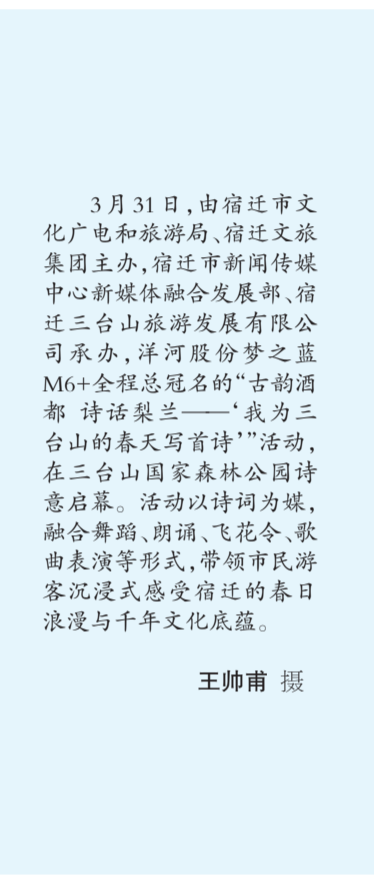 3月31日,由宿迁市文
化广电和旅游局、宿迁文旅
集团主办,宿迁市新闻传媒
中心新媒体融合发展部、宿
迁三台山旅游发展有限公
司承办,洋河股份梦之蓝
M6+全程总冠名的“古韵酒
都 诗话梨兰——‘我为三
台山的春天写首诗’”活动,
在三台山国家森林公园诗
意启幕。活动以诗词为媒,
融合舞蹈、朗诵、飞花令、歌
曲表演等形式,带领市民游
客沉浸式感受宿迁的春日
浪漫与千年文化底蕴。
王帅甫 摄